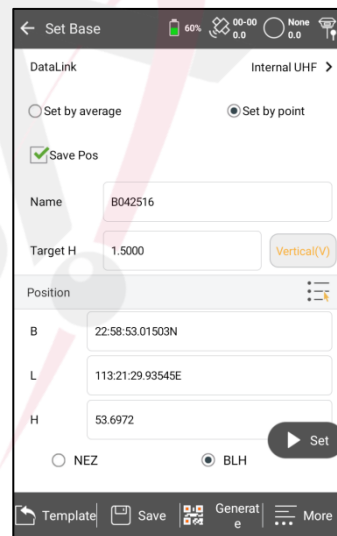 Set Base 60% 00-00 0.0 None 0.0
DataLink Internal UHF >
Set by average Set by point
Save Pos
Name B042516
Target H 1.5000 Vertical(V)
Position
B 22:58:53.01503N
L 113:21:29.93545E
H 53.6972
Set
NEZ BLH
Template Save Generat
e More